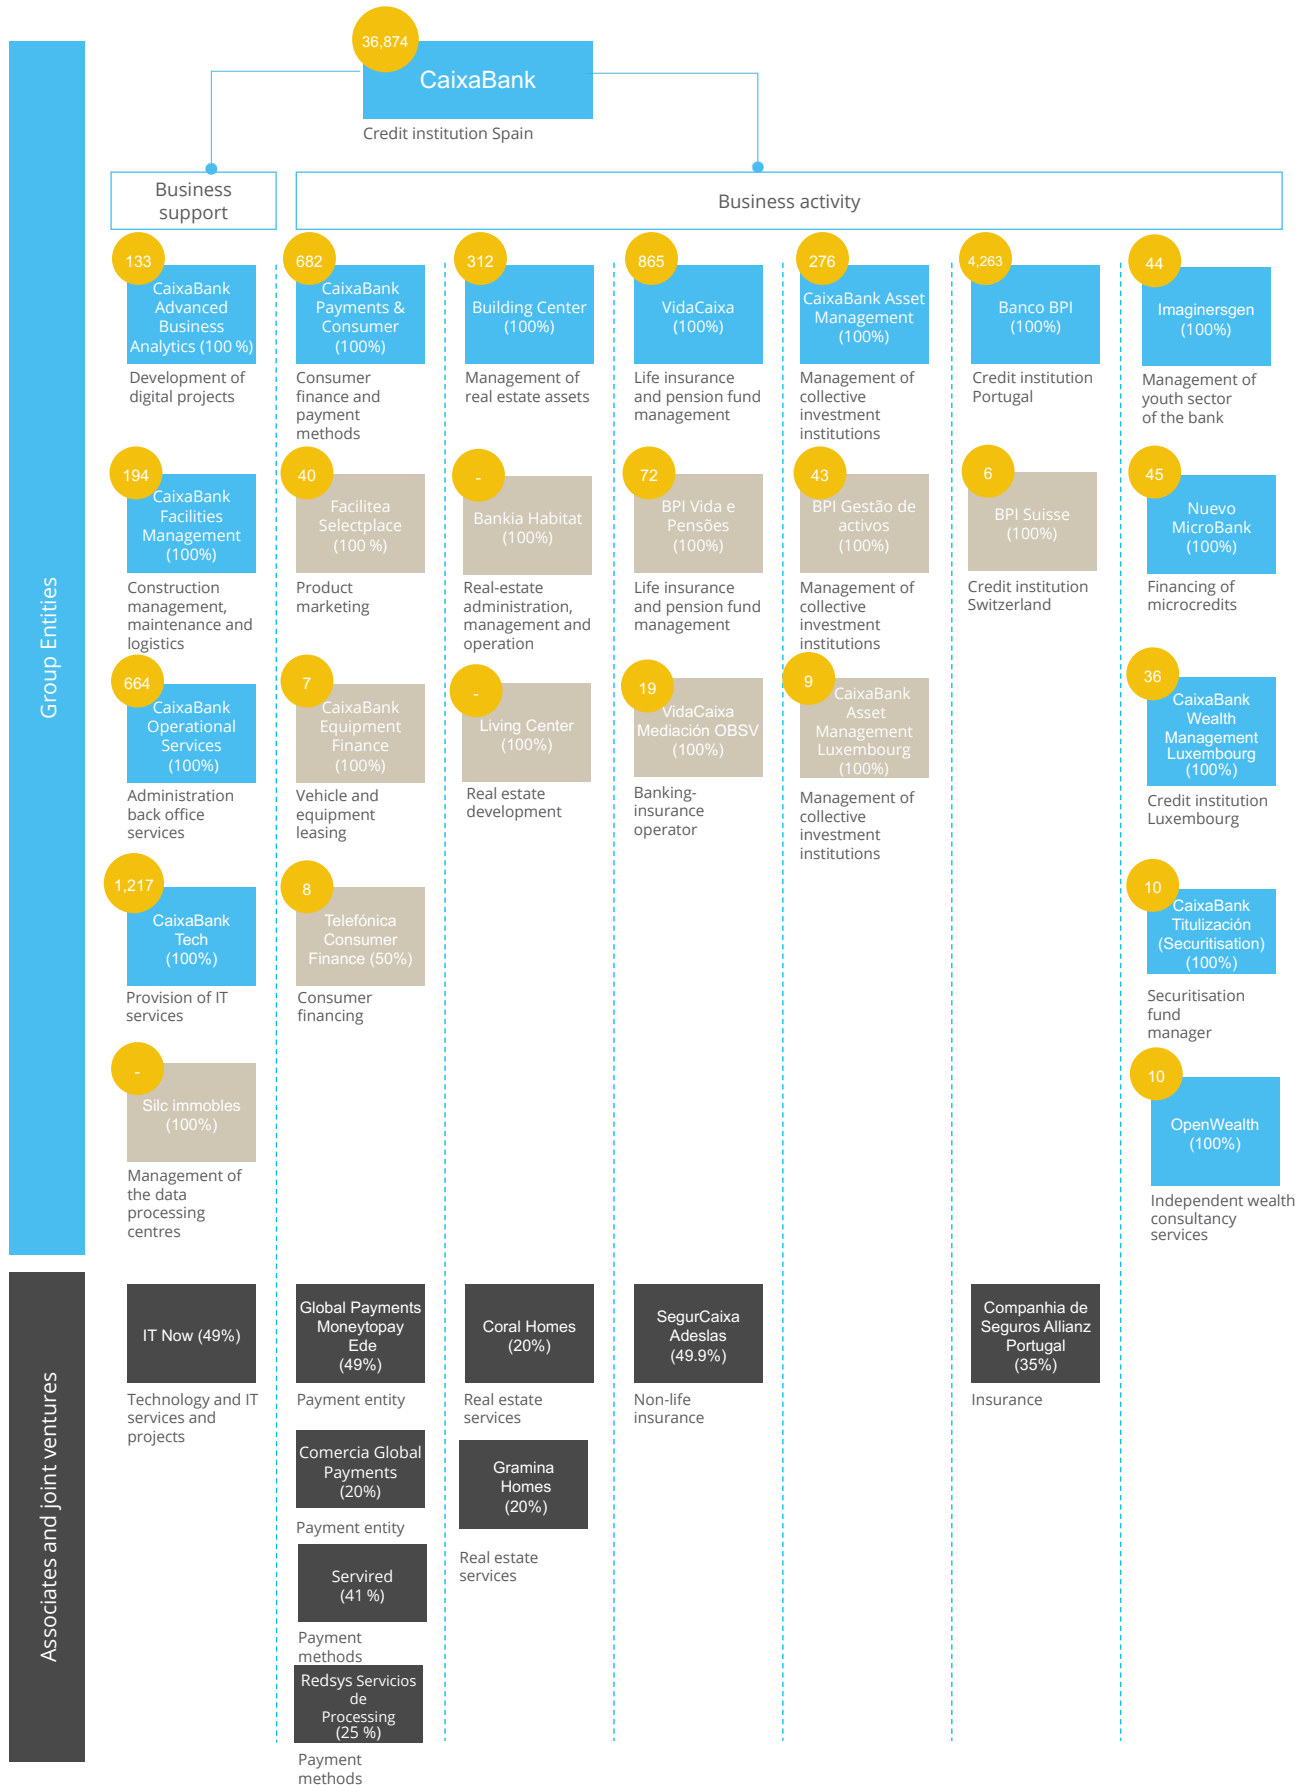 36,874
CaixaBank
Credit institution Spain
Group Entities
Business
support
Business activity
133
CaixaBank
Advanced
Business
Analytics (100 %)
Development of
digital projects
194
CaixaBank
Facilities
Management
(100%)
Construction
management,
maintenance and
logistics
664
CaixaBank
Operational
Services
(100%)
Administration
back office
services
1,217
CaixaBank
Tech
(100%)
Provision of IT
services
-
Silc immobles
(100%)
Management of
the data
processing
centres
682
CaixaBank
Payments &
Consumer
(100%)
Consumer
finance and
payment
methods
40
Facilitea
Selectplace
(100 %)
Product
marketing
7
CaixaBank
Equipment
Finance
(100%)
Vehicle and
equipment
leasing
8
Telefónica
Consumer
Finance (50%)
Consumer
financing
312
Building Center
(100%)
Management of
real estate assets
-
Bankia Habitat
(100%)
Real-estate
administration,
management and
operation
-
Living Center
(100%)
Real estate
development
865
VidaCaixa
(100%)
Life insurance
and pension fund
management
72
BPI Vida e
Pensões
(100%)
Life insurance
and pension fund
management
19
VidaCaixa
Mediación OBSV
(100%)
Banking-
insurance
operator
276
CaixaBank Asset
Management
(100%)
Management of
collective
investment
institutions
43
BPI Gestão de
activos
(100%)
Management of
collective
investment
institutions
9
CaixaBank
Asset
Management
Luxembourg
(100%)
Management of
collective
investment
institutions
4,263
Banco BPI
(100%)
Credit institution
Portugal
6
BPI Suisse
(100%)
Credit institution
Switzerland
44
Imaginersgen
(100%)
Management of
youth sector
of the bank
45
Nuevo
MicroBank
(100%)
Financing of
microcredits
36
CaixaBank
Wealth
Management
Luxembourg
(100%)
Credit institution
Luxembourg
10
CaixaBank
Titulización
(Securitisation)
(100%)
Securitisation
fund
manager
10
OpenWealth
(100%)
Independent wealth
consultancy
services
Associates and joint ventures
IT Now (49%)
Technology and IT
services and
projects
Global Payments
Moneytopay
Ede
(49%)
Payment entity
Comercia Global
Payments
(20%)
Payment entity
Servired
(41 %)
Payment
methods
Redsys Servicios
de
Processing
(25 %)
Payment
methods
Coral Homes
(20%)
Real estate
services
Gramina
Homes
(20%)
Real estate
services
SegurCaixa
Adeslas
(49.9%)
Non-life
insurance
Companhia de
Seguros Allianz
Portugal
(35%)
Insurance